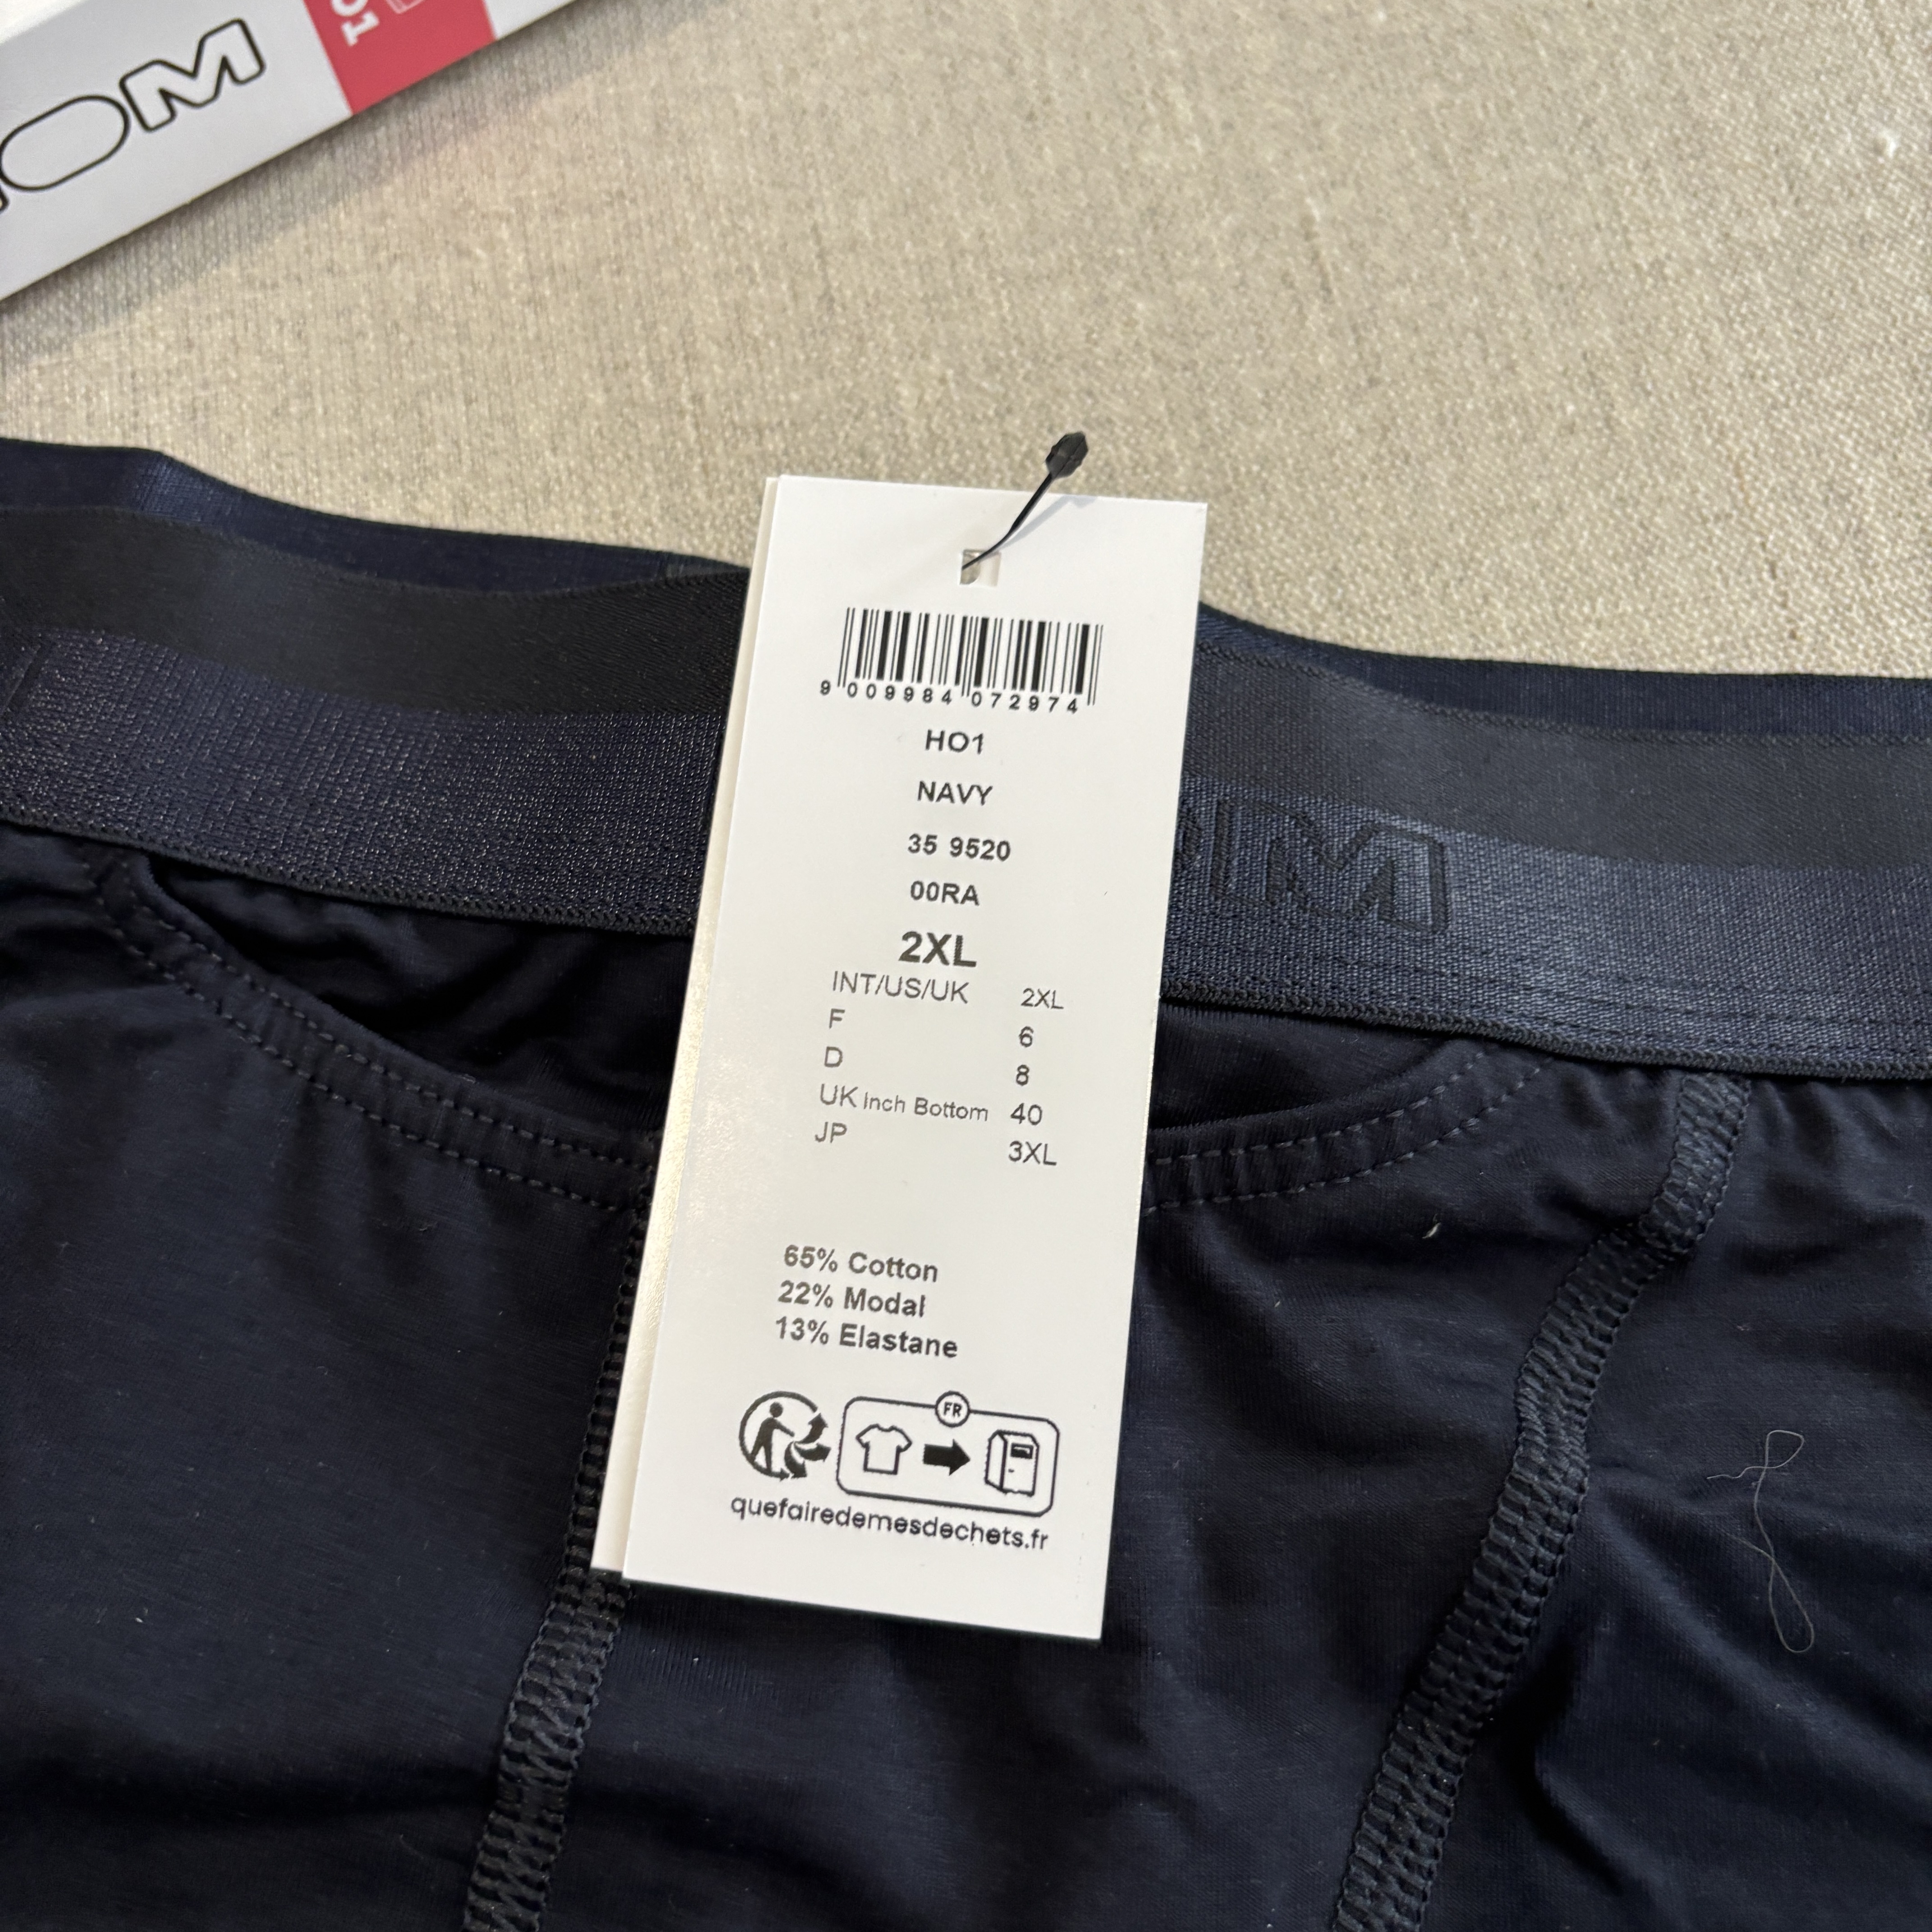 HOM
9 009984 072974
HO1
NAVY
35 9520
00RA
2XL
INT/US/UK 2XL
F 6
D 8
UK inch Bottom 40
JP 3XL
65% Cotton
22% Modal
13% Elastane
FR
quefairedemesdechets.fr